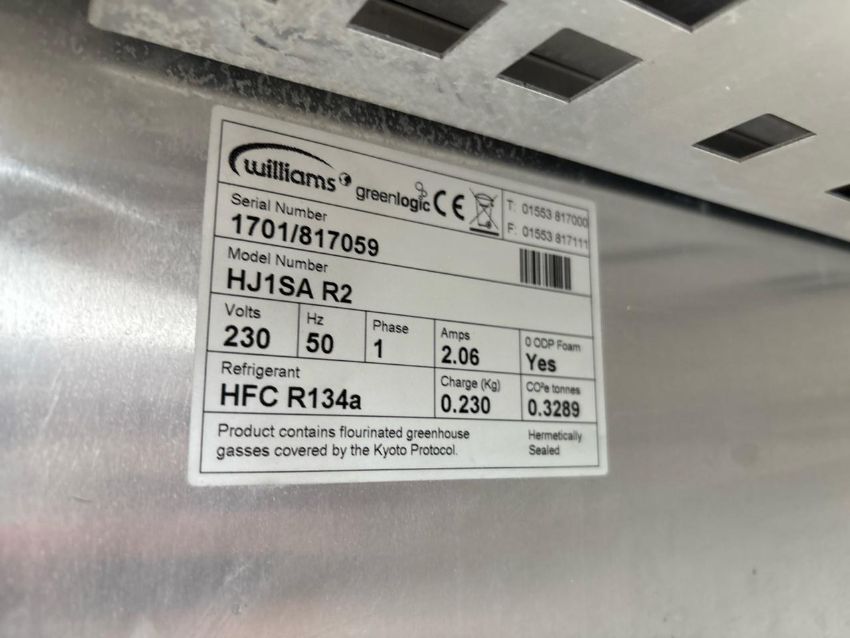 williams greenlogic CE
T: 01553 817000
F: 01553 817111
Serial Number
1701/817059
Model Number
HJ1SA R2
Volts Hz Phase Amps 0 ODP Foam
230 50 1 2.06 Yes
Refrigerant Charge (Kg) CO²e tonnes
HFC R134a 0.230 0.3289
Product contains flourinated greenhouse
gasses covered by the Kyoto Protocol.
Hermetically
Sealed